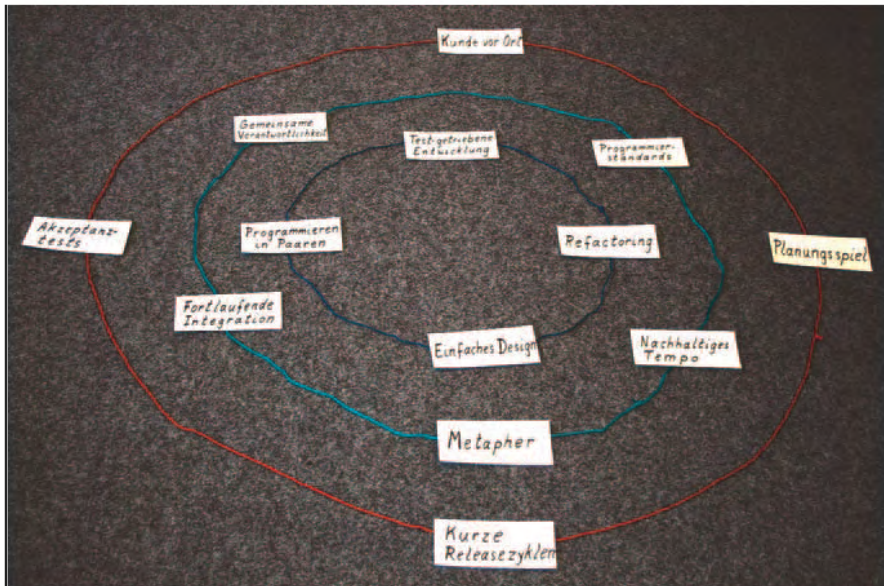 Kunde vor Ort
Gemeinsame
Verantwortlichkeit
Test-getriebene
Entwicklung
Programmier-
standards
Akzeptanz-
tests
Programmieren
in Paaren
Refactoring
Planungsspiel
Fortlaufende
Integration
Einfaches Design
Nachhaltiges
Tempo
Metapher
Kurze
Releasezyklen